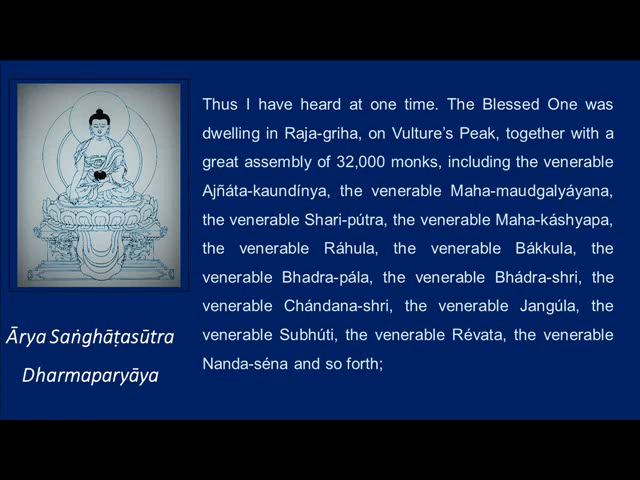 Thus I have heard at one time. The Blessed One was
dwelling in Raja-griha, on Vulture's Peak, together with a
great assembly of 32,000 monks, including the venerable
Ajñáta-kaundínya, the venerable Maha-maudgalyáyana,
the venerable Shari-pútra, the venerable Maha-káshyapa,
the venerable Ráhula, the venerable Bákkula, the
venerable Bhadra-pála, the venerable Bhádra-shri, the
venerable Chándana-shri, the venerable Jangúla, the
venerable Subhúti, the venerable Révata, the venerable
Nanda-séna and so forth;
Ārya Saṅghāṭasūtra
Dharmaparyāya